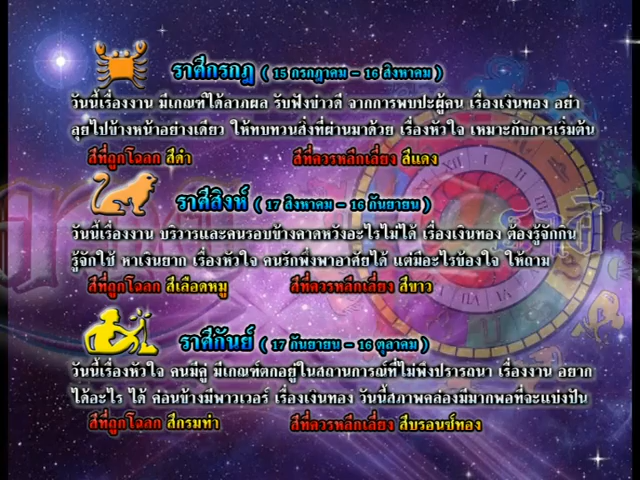 ราศีกรกฎ ( 15 กรกฎาคม - 16 สิงหาคม )
วันนี้เรื่องงาน มีเกณฑ์ได้ลาภผล รับฟังข่าวดี จากการพบปะผู้คน เรื่องเงินทอง อย่า
ลุยไปข้างหน้าอย่างเดียว ให้ทบทวนสิ่งที่ผ่านมาด้วย เรื่องหัวใจ เหมาะกับการเริ่มต้น
สีที่ถูกโฉลก สีดำ สีที่ควรหลีกเลี่ยง สีแดง
ราศีสิงห์ ( 17 สิงหาคม - 16 กันยายน )
วันนี้เรื่องงาน บริวารและคนรอบข้างคาดหวังอะไรไม่ได้ เรื่องเงินทอง ต้องรู้จักกิน
รู้จักใช้ หาเงินยาก เรื่องหัวใจ คนรักพึ่งพาอาศัยได้ แต่มีอะไรข้องใจ ให้ถาม
สีที่ถูกโฉลก สีเลือดหมู สีที่ควรหลีกเลี่ยง สีขาว
ราศีกันย์ ( 17 กันยายน - 16 ตุลาคม )
วันนี้เรื่องหัวใจ คนมีคู่ มีเกณฑ์ตกอยู่ในสถานการณ์ที่ไม่พึงปรารถนา เรื่องงาน อยาก
ได้อะไร ได้ ค่อนข้างมีพาวเวอร์ เรื่องเงินทอง วันนี้สภาพคล่องมีมากพอที่จะแบ่งปัน
สีที่ถูกโฉลก สีกรมท่า สีที่ควรหลีกเลี่ยง สีบรอนซ์ทอง